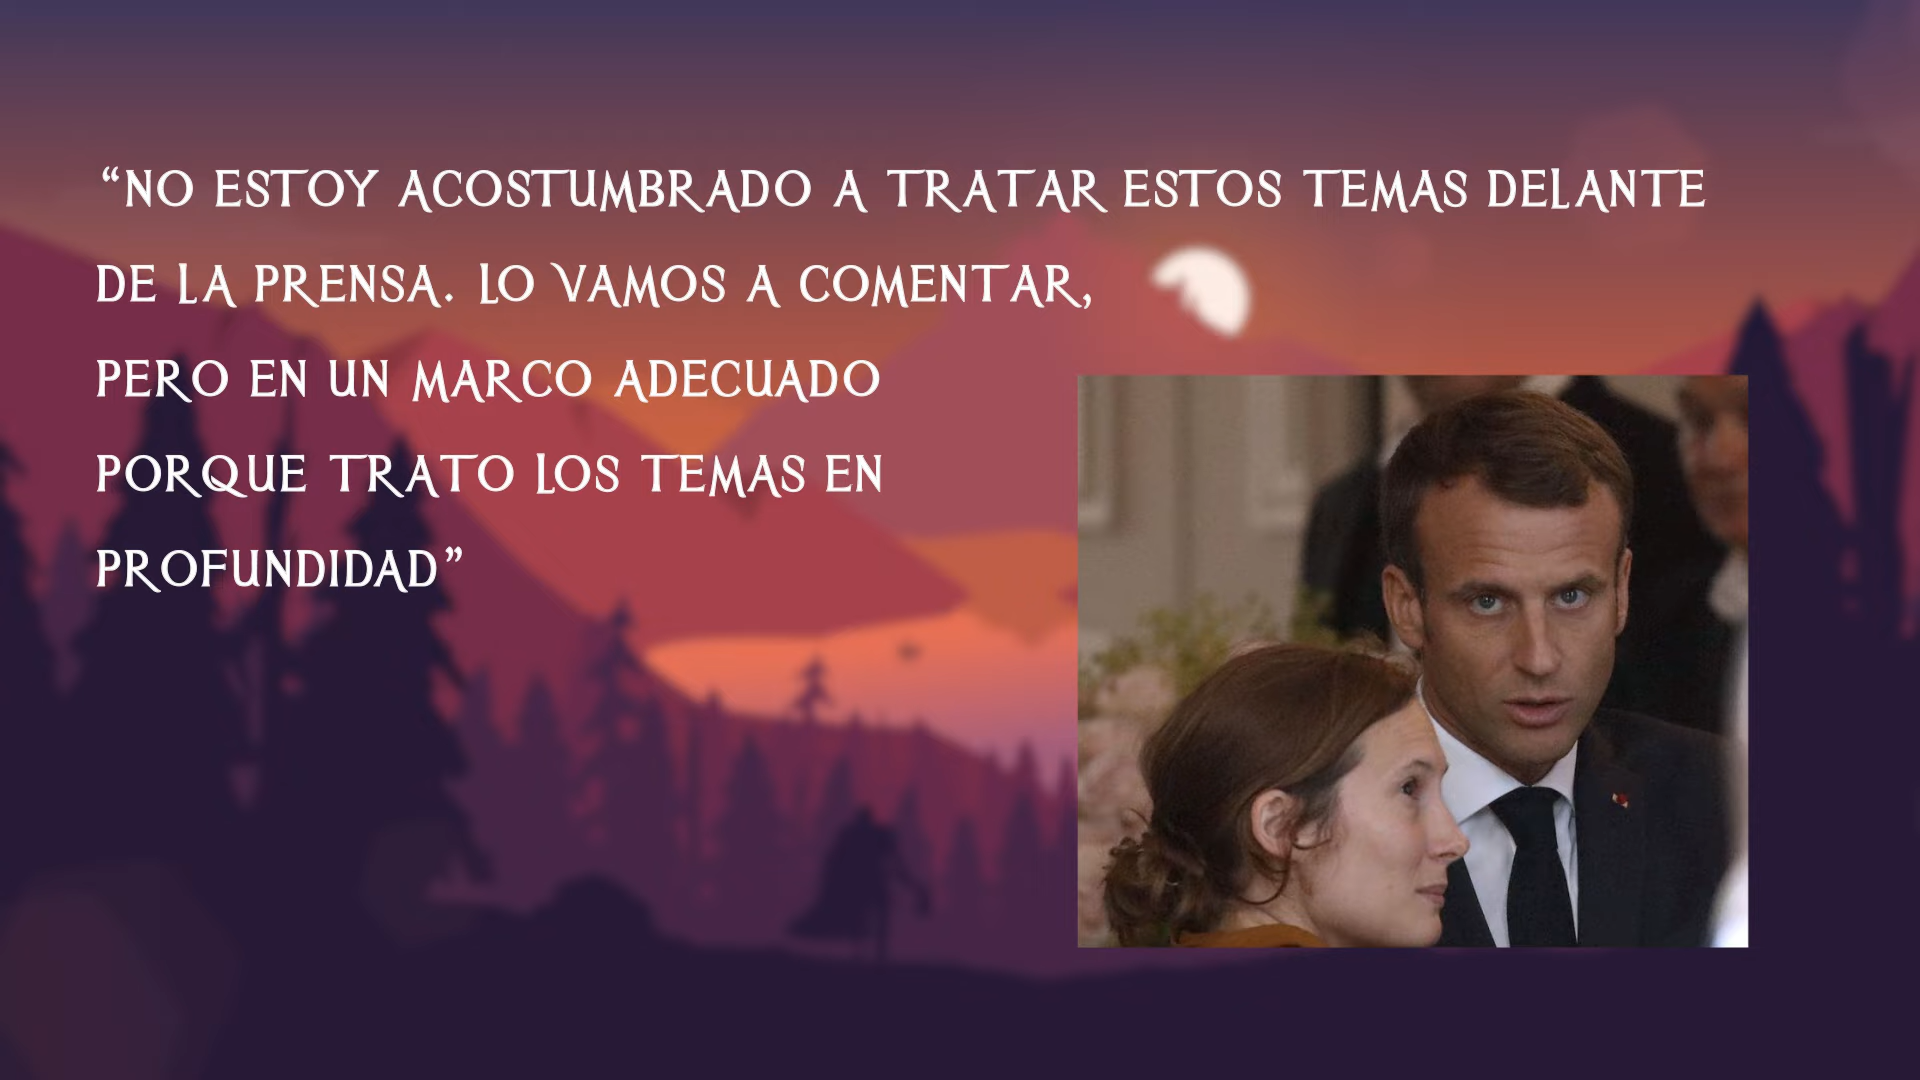 “NO ESTOY ACOSTUMBRADO A TRATAR ESTOS TEMAS DELANTE
DE LA PRENSA. LO VAMOS A COMENTAR,
PERO EN UN MARCO ADECUADO
PORQUE TRATO LOS TEMAS EN
PROFUNDIDAD”